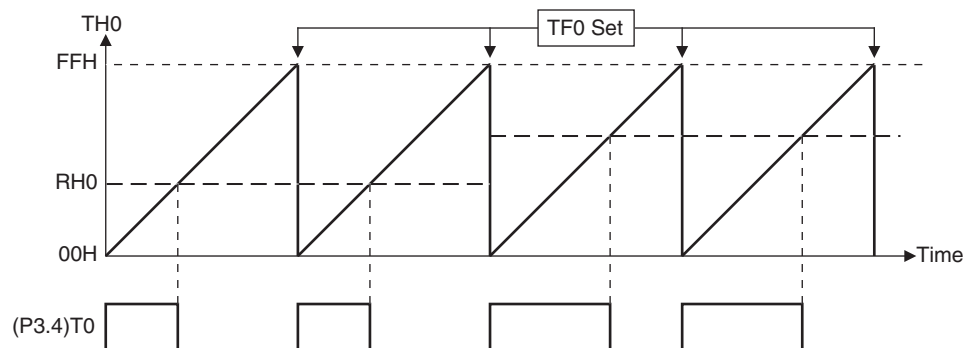 TH0
TF0 Set
FFH
RH0
00H
Time
(P3.4)T0